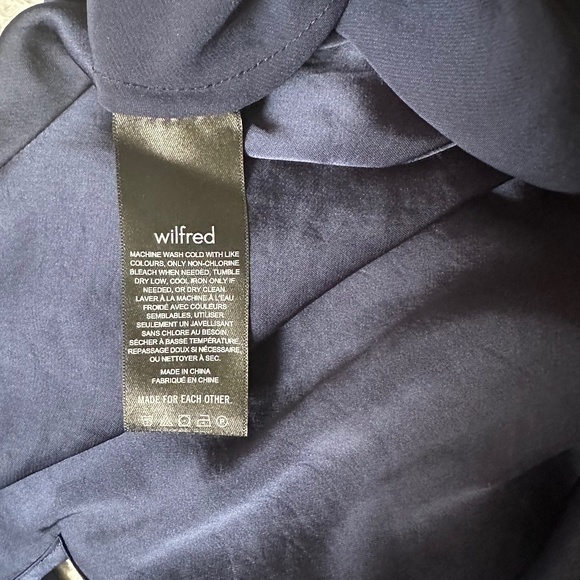 wilfred
MACHINE WASH COLD WITH LIKE
COLOURS, ONLY NON-CHLORINE
BLEACH WHEN NEEDED, TUMBLE
DRY LOW, COOL IRON ONLY IF
NEEDED, OR DRY CLEAN.
LAVER À LA MACHINE À L'EAU
FROIDE AVEC COULEURS
SEMBLABLES, UTILISER
SEULEMENT UN JAVELLISANT
SANS CHLORE AU BESOIN,
SÉCHER À BASSE TEMPÉRATURE,
REPASSAGE DOUX SI NÉCESSAIRE,
OU NETTOYER À SEC.
MADE IN CHINA
FABRIQUÉ EN CHINE
MADE FOR EACH OTHER.